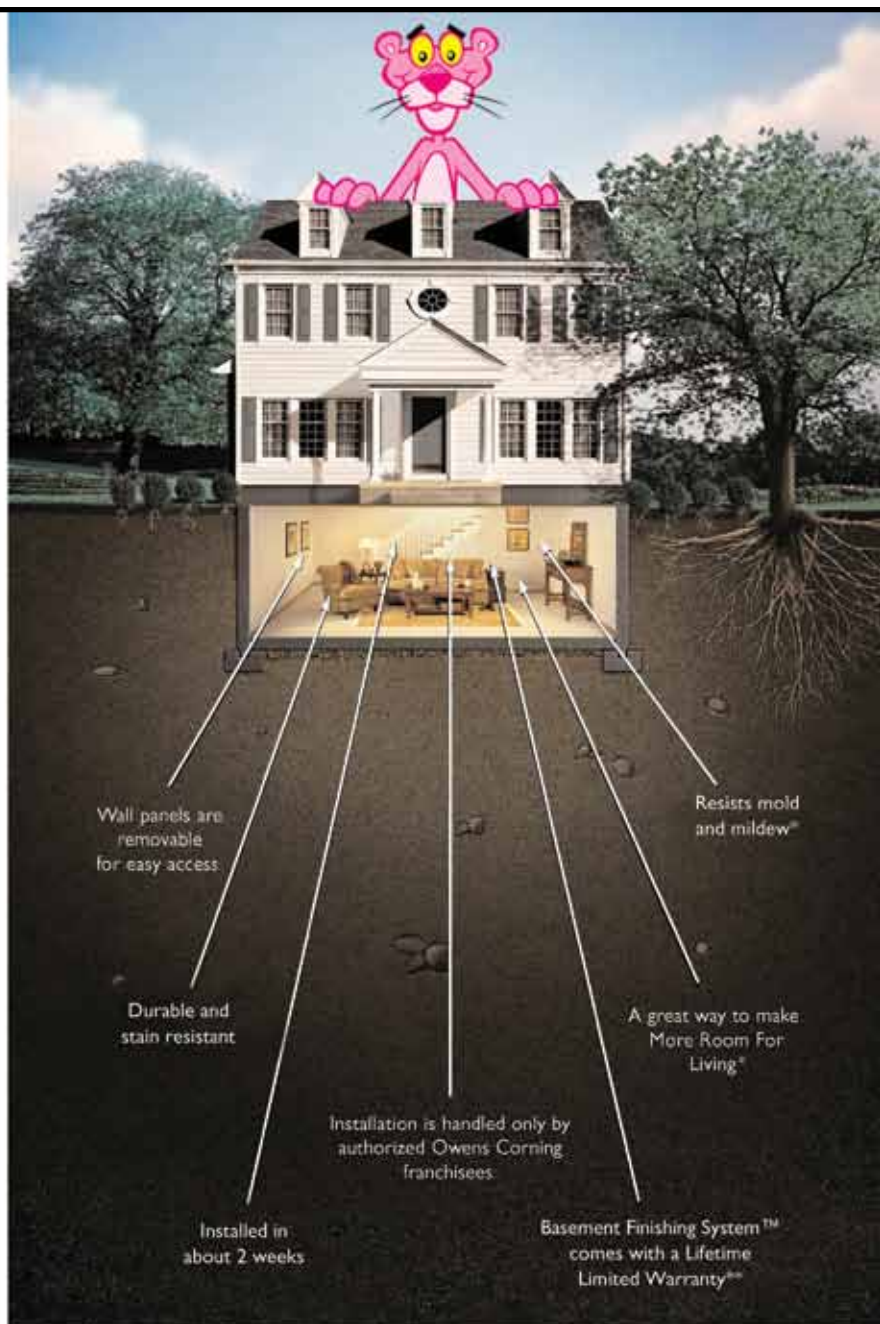 Wall panels are
removable
for easy access
Resists mold
and mildew*
Durable and
stain resistant
A great way to make
More Room For
Living®
Installation is handled only by
authorized Owens Corning
franchisees
Installed in
about 2 weeks
Basement Finishing System™
comes with a Lifetime
Limited Warranty**